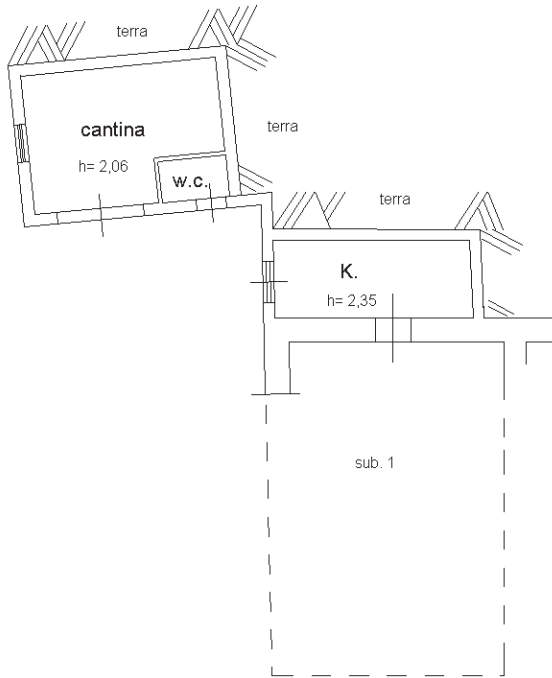 terra
cantina
terra
h= 2,06
w.c.
terra
K.
h= 2,35
sub. 1